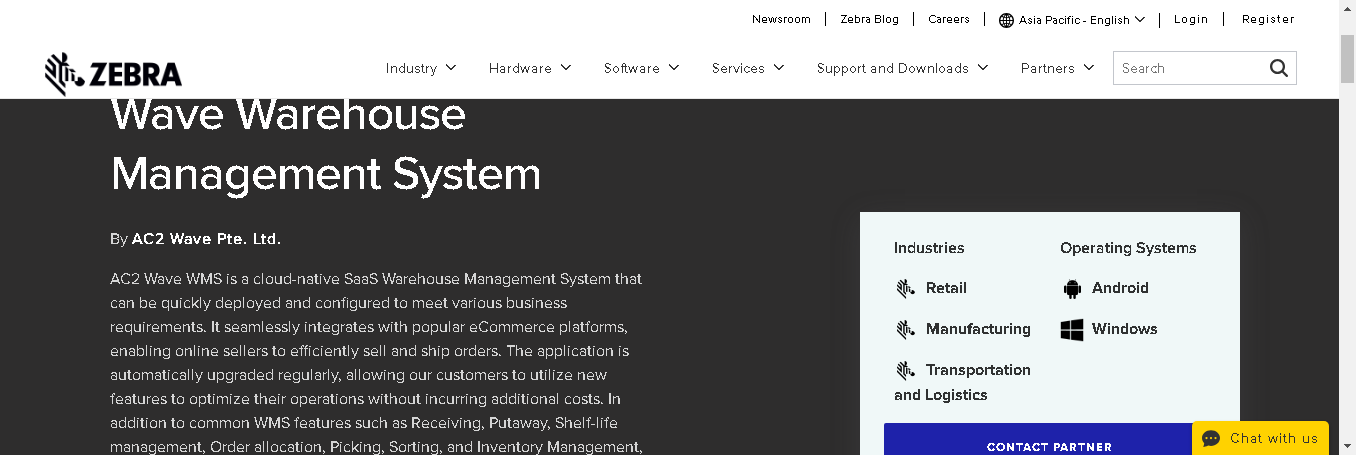 Newsroom Zebra Blog Careers Asia Pacific - English Login Register
ZEBRA Industry Hardware Software Services Support and Downloads Partners Search
Wave Warehouse
Management System
By AC2 Wave Pte. Ltd.
AC2 Wave WMS is a cloud-native SaaS Warehouse Management System that
can be quickly deployed and configured to meet various business
requirements. It seamlessly integrates with popular eCommerce platforms,
enabling online sellers to efficiently sell and ship orders. The application is
automatically upgraded regularly, allowing our customers to utilize new
features to optimize their operations without incurring additional costs. In
addition to common WMS features such as Receiving, Putaway, Shelf-life
management, Order allocation, Picking, Sorting, and Inventory Management,
Industries
Retail
Manufacturing
Transportation
and Logistics
Operating Systems
Android
Windows
CONTACT PARTNER
Chat with us